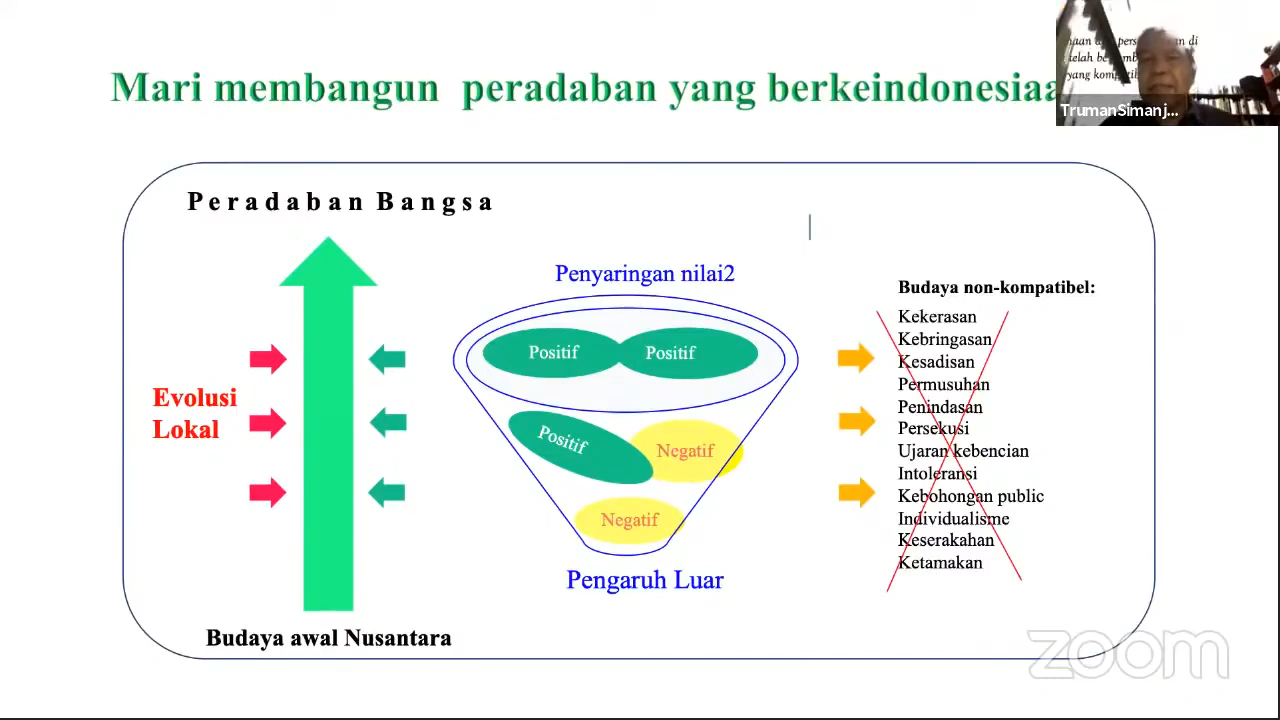 Mari membangun peradaban yang berkeindonesiaa
TrumanSimanj...
Peradaban Bangsa
Penyaringan nilai2
Positif Positif
Positif
Negatif
Negatif
Pengaruh Luar
Evolusi
Lokal
Budaya awal Nusantara
Budaya non-kompatibel:
Kekerasan
Kebringasan
Kesadisan
Permusuhan
Penindasan
Persekusi
Ujaran kebencian
Intoleransi
Kebohongan public
Individualisme
Keserakahan
Ketamakan
zoom